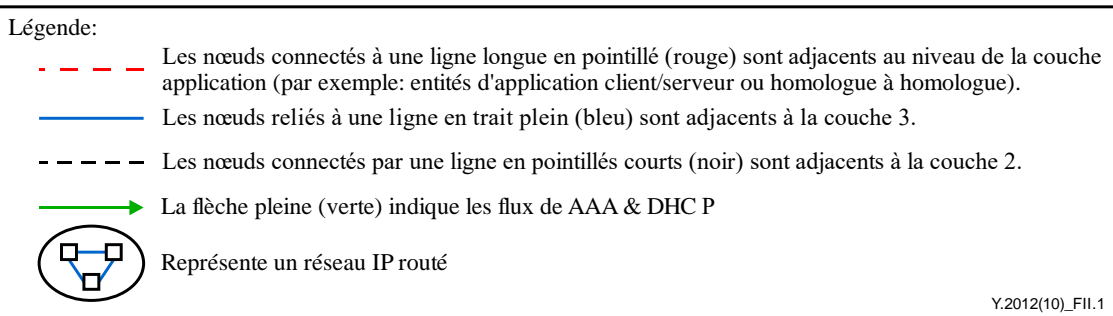 Légende:
Les nœuds connectés à une ligne longue en pointillé (rouge) sont adjacents au niveau de la couche
application (par exemple: entités d'application client/serveur ou homologue à homologue).
Les nœuds reliés à une ligne en trait plein (bleu) sont adjacents à la couche 3.
Les nœuds connectés par une ligne en pointillés courts (noir) sont adjacents à la couche 2.
La flèche pleine (verte) indique les flux de AAA & DHC P
Représente un réseau IP routé
Y.2012(10)_FII.1